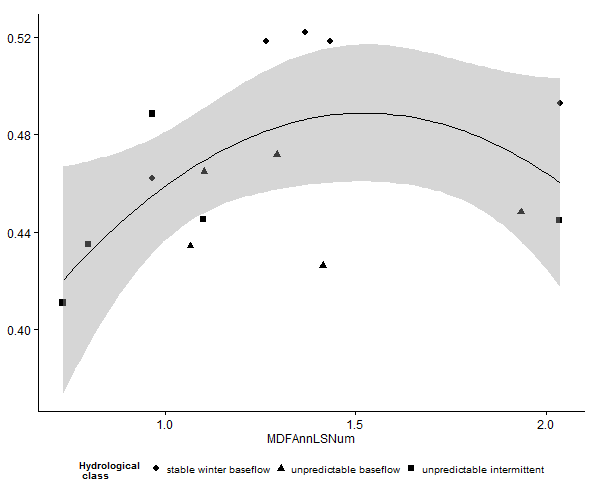 0.52
0.48
0.44
0.40
1.0 1.5 2.0
MDFAnnLSNum
Hydrological
class
stable winter baseflow unpredictable baseflow unpredictable intermittent